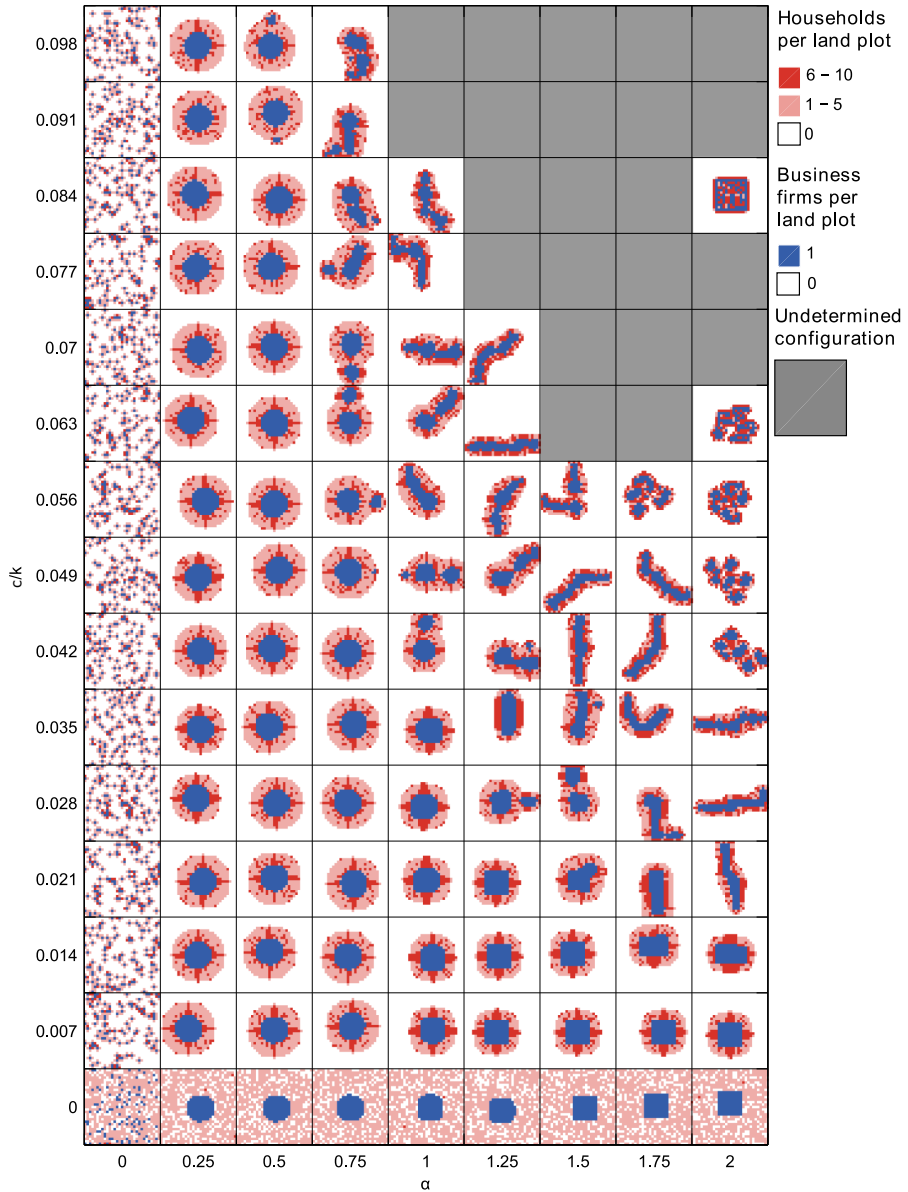 Households
per land plot
6 – 10
1 – 5
0
Business
firms per
land plot
1
0
Undetermined
configuration
c/k
0.098
0.091
0.084
0.077
0.07
0.063
0.056
0.049
0.042
0.035
0.028
0.021
0.014
0.007
0
0 0.25 0.5 0.75 1 1.25 1.5 1.75 2
α